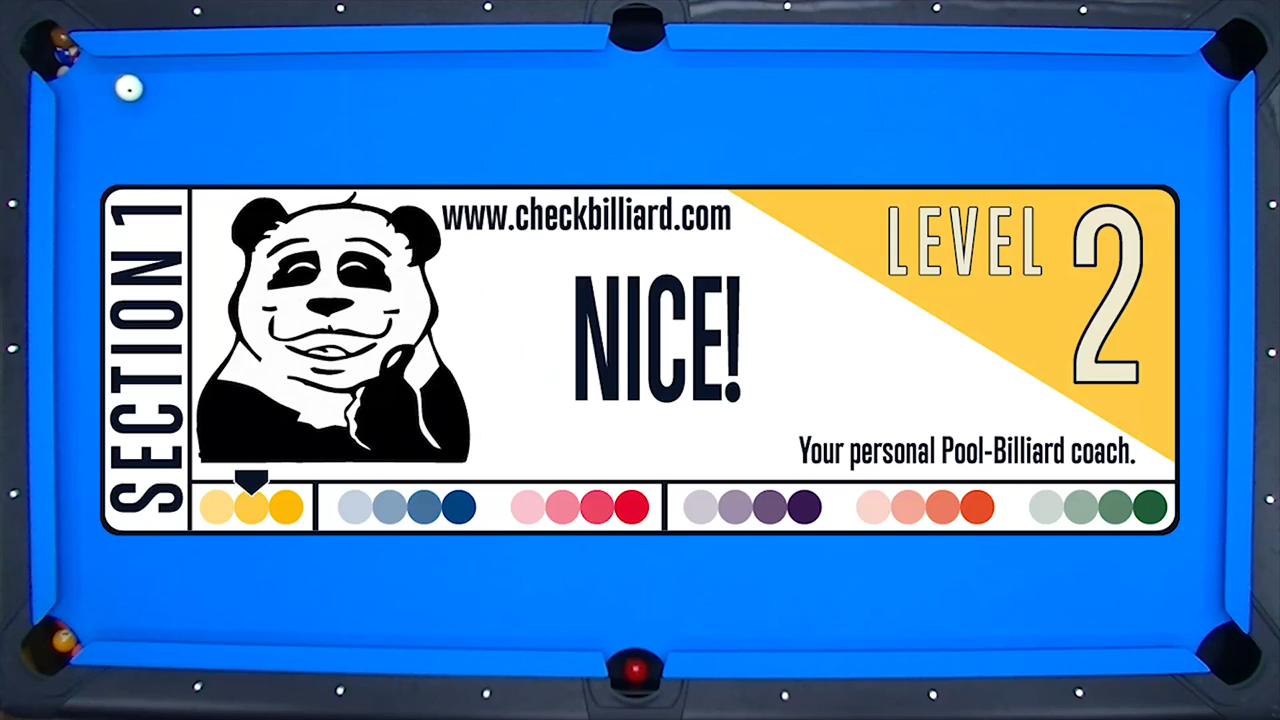 SECTION 1
www.checkbilliard.com
LEVEL 2
NICE!
Your personal Pool-Billiard coach.